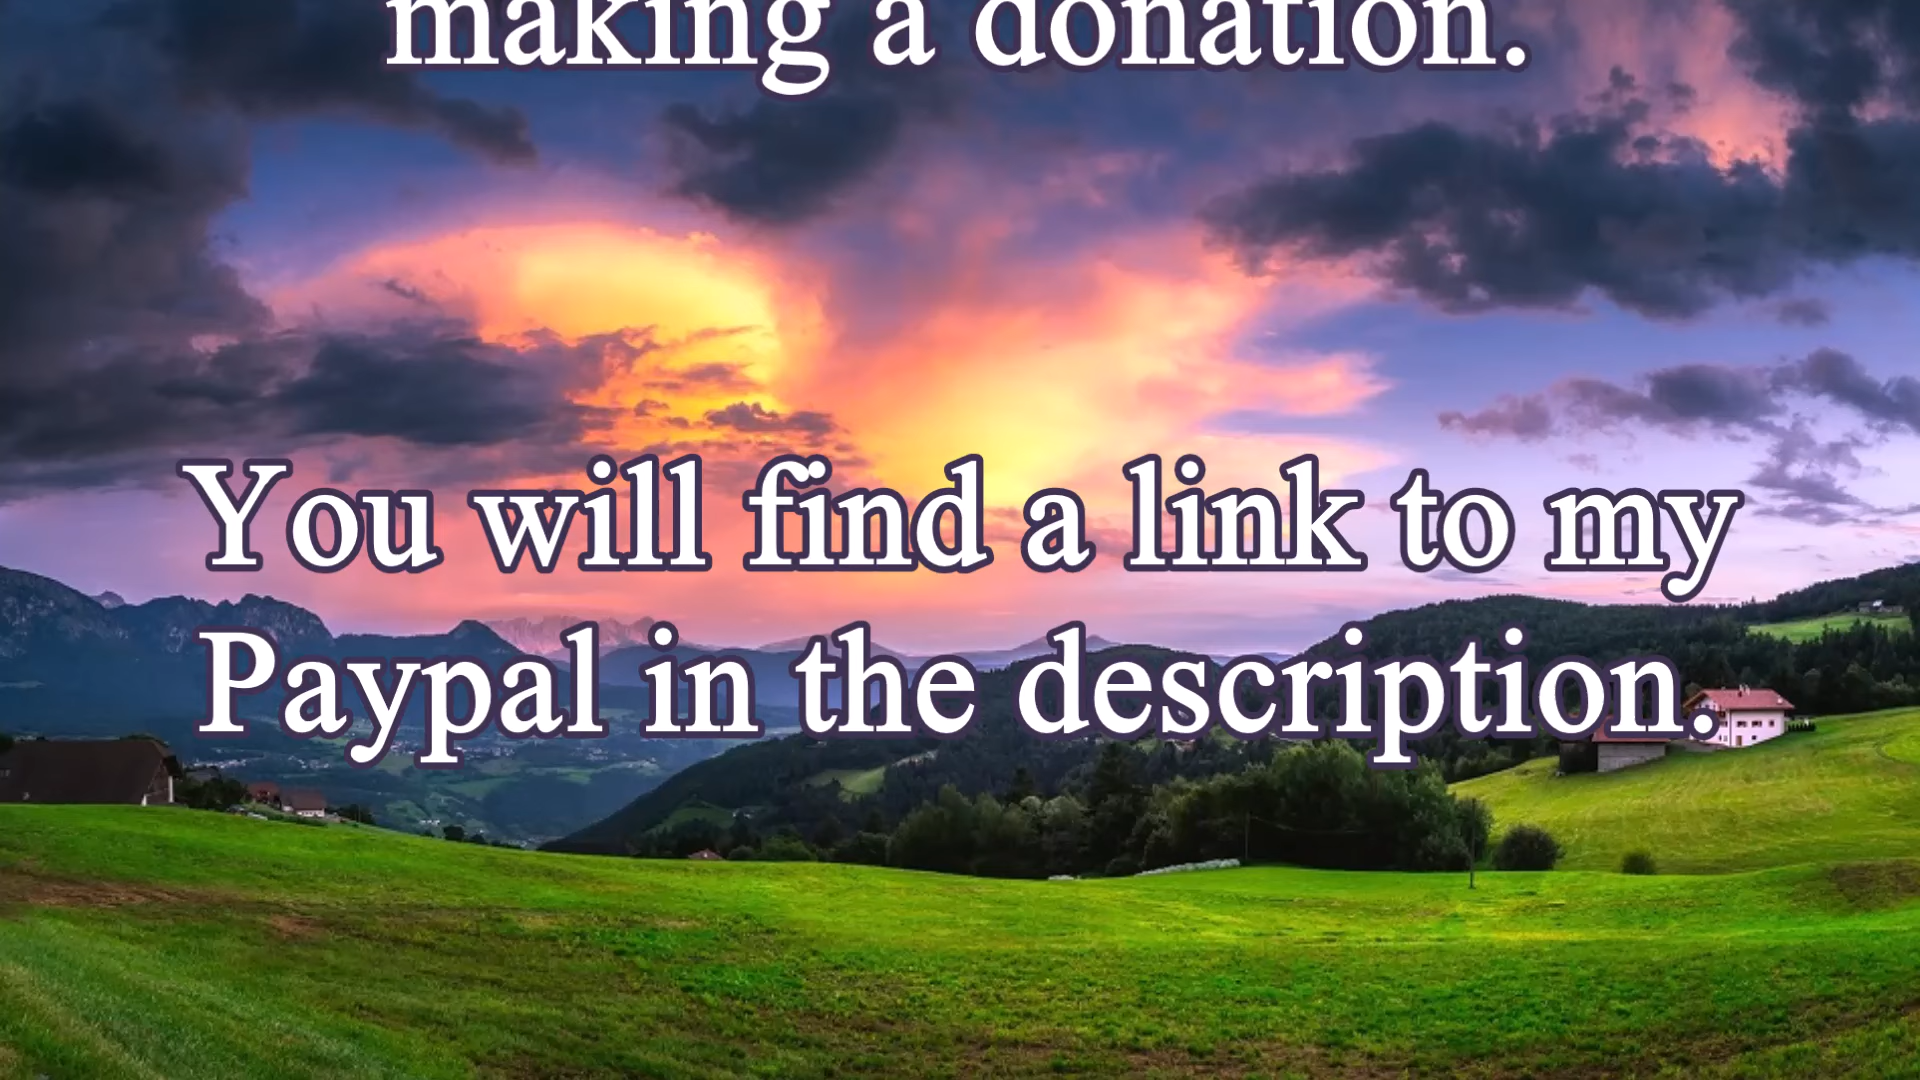 making a donation.
You will find a link to my
Paypal in the description.